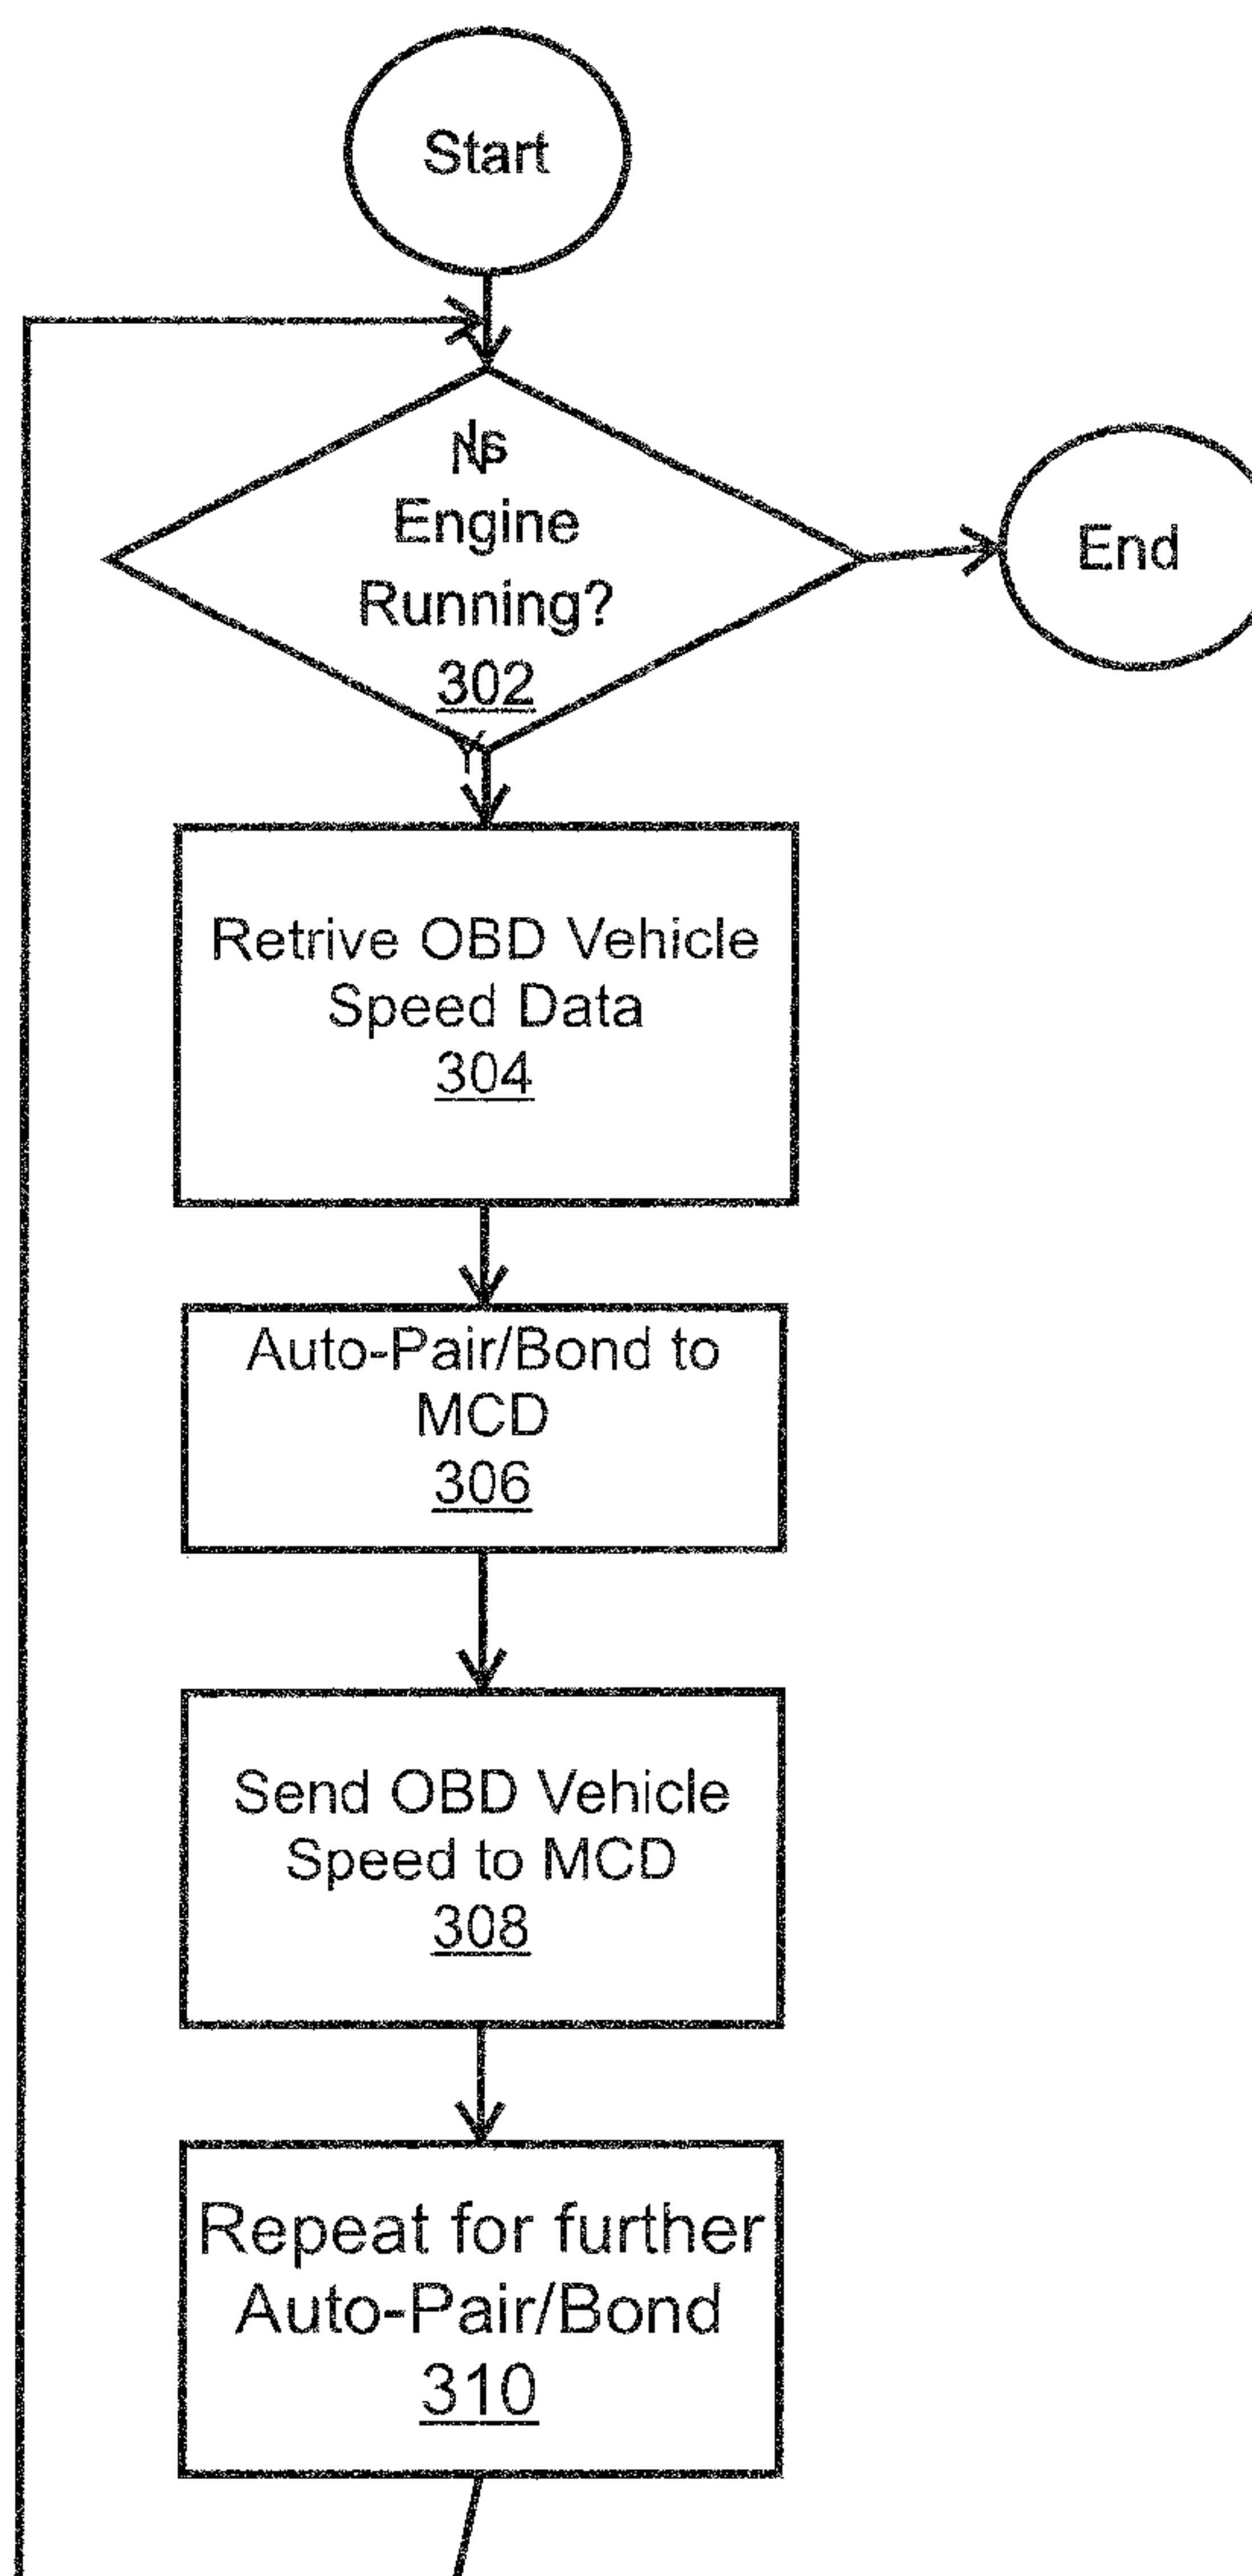 Start
Is
N
Engine
Running?
302
End
Y
Retrive OBD Vehicle
Speed Data
304
Auto-Pair/Bond to
MCD
306
Send OBD Vehicle
Speed to MCD
308
Repeat for further
Auto-Pair/Bond
310